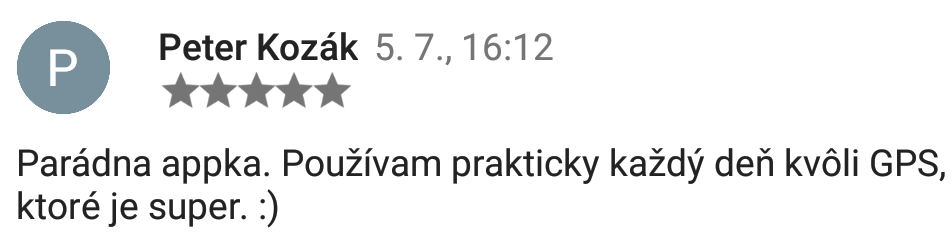 P
Peter Kozák 5. 7., 16:12
Parádna appka. Používam prakticky každý deň kvôli GPS,
ktoré je super. :)